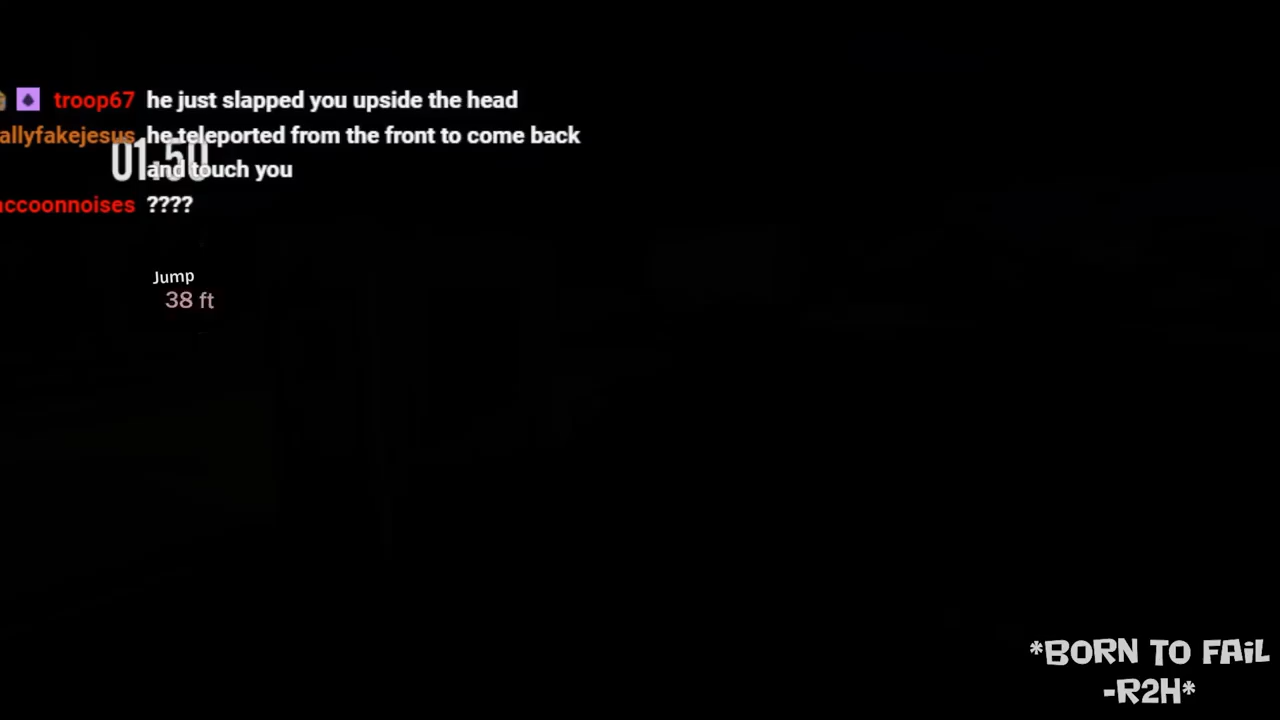 troop67 he just slapped you upside the head
allyfakejesus he teleported from the front to come back
and touch you
01:50
accoonnoises ????
Jump
38 ft
*BORN TO FAiL
-R2H*